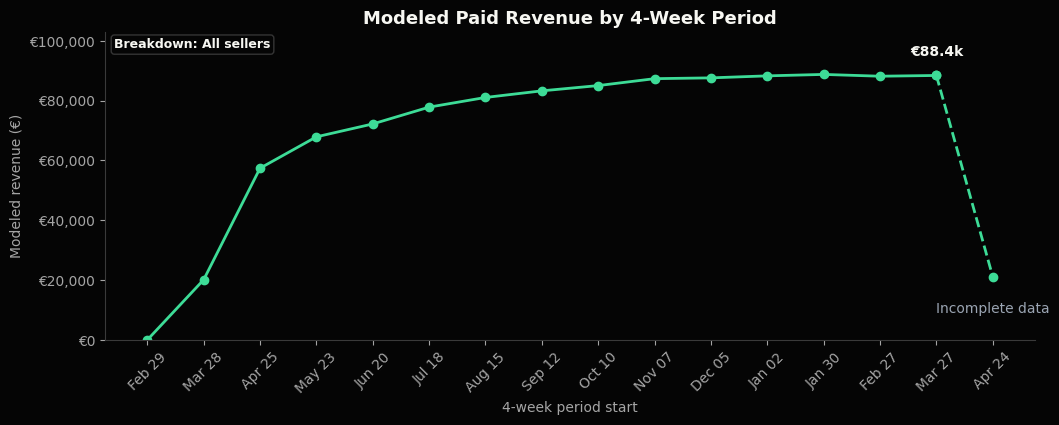 Modeled Paid Revenue by 4-Week Period
Breakdown: All sellers
€88.4k
Modeled revenue (€)
€100,000
€80,000
€60,000
€40,000
€20,000
€0
Incomplete data
Feb 29
Mar 28
Apr 25
May 23
Jun 20
Jul 18
Aug 15
Sep 12
Oct 10
Nov 07
Dec 05
Jan 02
Jan 30
Feb 27
Mar 27
Apr 24
4-week period start